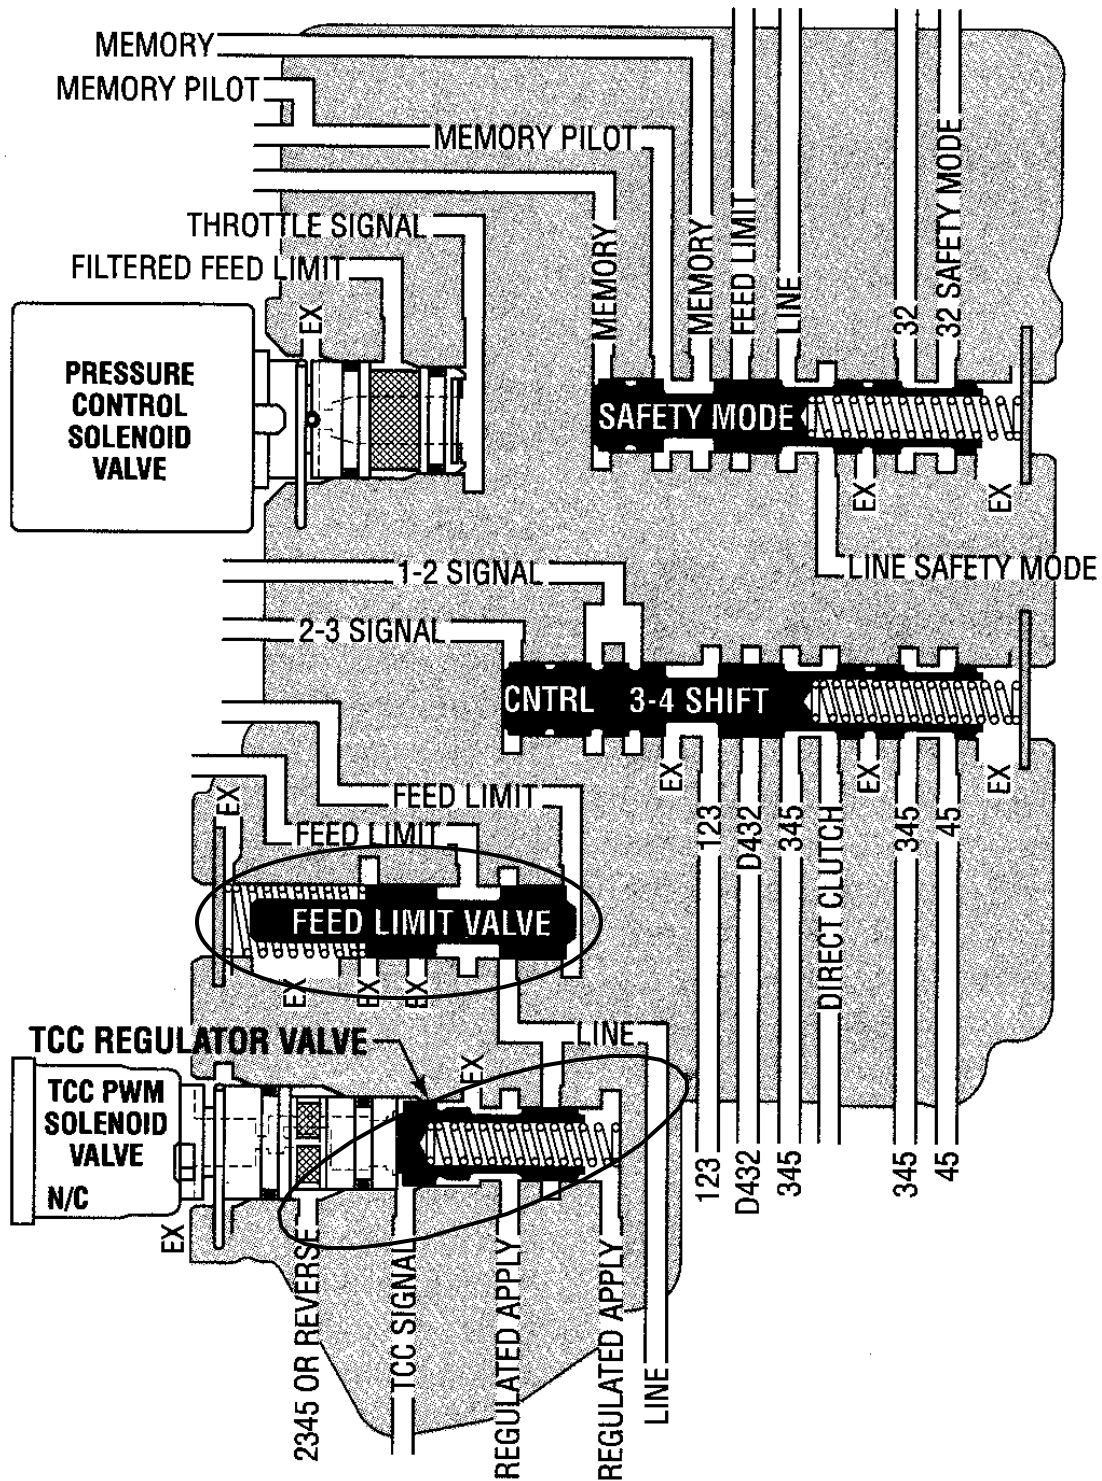 MEMORY
MEMORY PILOT
MEMORY PILOT
THROTTLE SIGNAL
FILTERED FEED LIMIT
EX
MEMORY
MEMORY
FEED LIMIT
LINE
32
32 SAFETY MODE
PRESSURE
CONTROL
SOLENOID
VALVE
SAFETY MODE
EX
EX
LINE SAFETY MODE
1-2 SIGNAL
2-3 SIGNAL
CNTRL
3-4 SHIFT
EX
EX
EX
123
D432
345
DIRECT CLUTCH
345
45
FEED LIMIT
EX
FEED LIMIT
FEED LIMIT VALVE
EX
EX
EX
LINE
TCC REGULATOR VALVE
EX
TCC PWM
SOLENOID
VALVE
N/C
EX
123
D432
345
345
45
2345 OR REVERSE
TCC SIGNAL
REGULATED APPLY
REGULATED APPLY
LINE